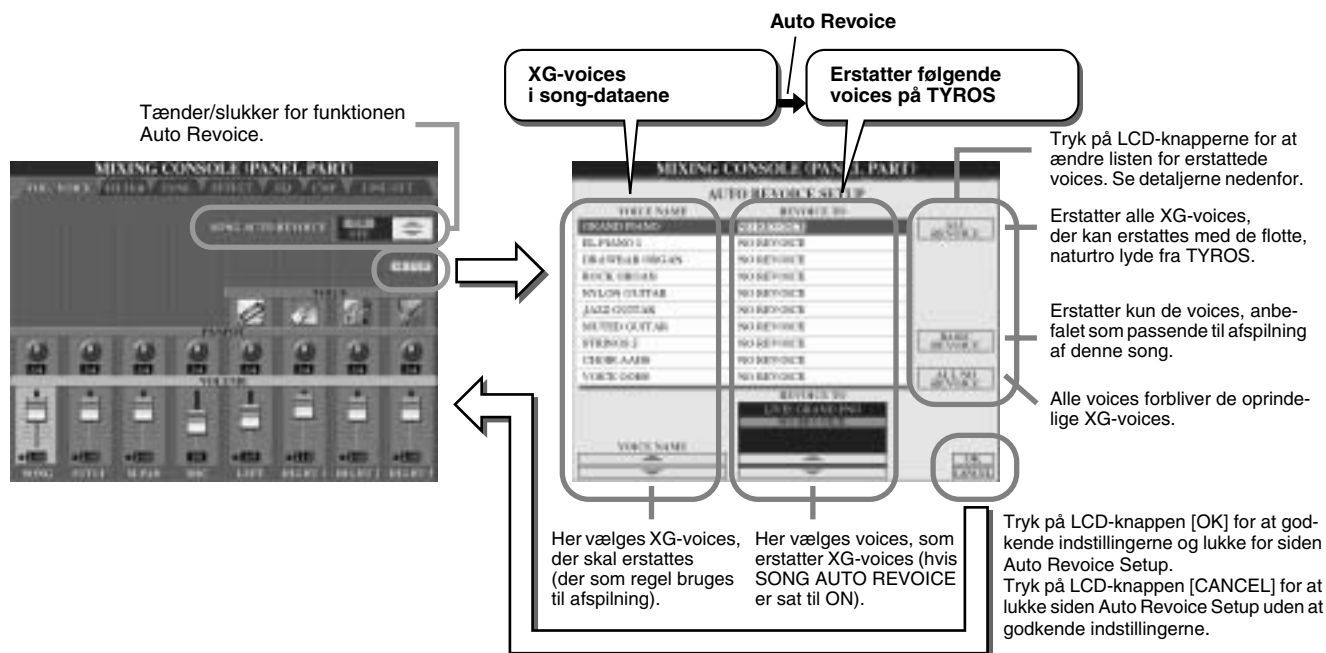 Auto Revoice
XG-voices
i song-dataene
Erstatter følgende
voices på TYROS
Tænder/slukker for funktionen
Auto Revoice.
MIXING CONSOLE (PANEL PART)
SONG AUTO REVOICE
VOLUME
MIXING CONSOLE (PANEL PART)
AUTO REVOICE SETUP
VOICE NAME
REVOICE TO
GRAND PIANO
NO REVOICE
EL.PIANO 1
NO REVOICE
DRAWBAR ORGAN
NO REVOICE
ROCK ORGAN
NO REVOICE
NYLON GUITAR
NO REVOICE
JAZZ GUITAR
NO REVOICE
MUTED GUITAR
NO REVOICE
STRINGS 2
NO REVOICE
CHOIR AAHS
NO REVOICE
VOICE OOHS
NO REVOICE
REVOICE TO
VOICE NAME
ALL
REVOICE
BASIC
REVOICE
ALL NO
REVOICE
OK
CANCEL
Tryk på LCD-knapperne for at
ændre listen for erstattede
voices. Se detaljerne nedenfor.
Erstatter alle XG-voices,
der kan erstattes med de flotte,
naturtro lyde fra TYROS.
Erstatter kun de voices, anbe-
falet som passende til afspilning
af denne song.
Alle voices forbliver de oprinde-
lige XG-voices.
Her vælges XG-voices,
der skal erstattes
(der som regel bruges
til afspilning).
Her vælges voices, som
erstatter XG-voices (hvis
SONG AUTO REVOICE
er sat til ON).
Tryk på LCD-knappen [OK] for at god-
kende indstillingerne og lukke for siden
Auto Revoice Setup.
Tryk på LCD-knappen [CANCEL] for at
lukke siden Auto Revoice Setup uden at
godkende indstillingerne.